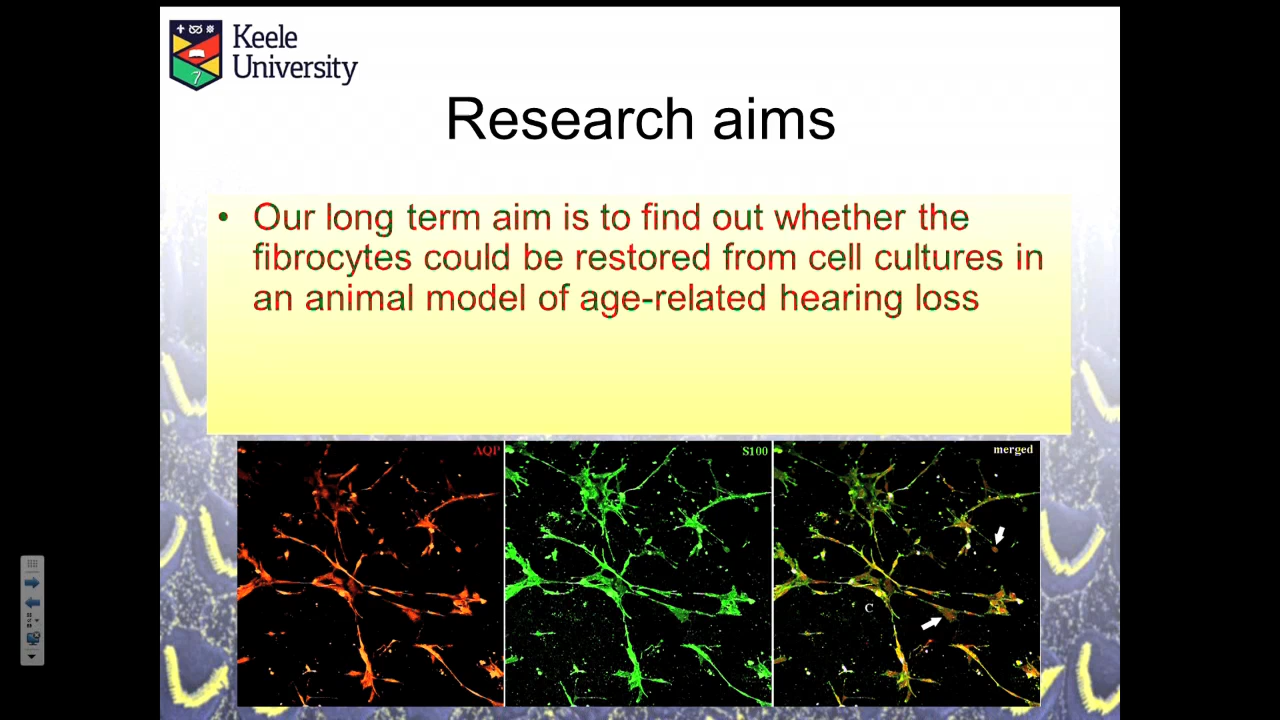 Keele
University
Research aims
• Our long term aim is to find out whether the
fibrocytes could be restored from cell cultures in
an animal model of age-related hearing loss
AQP
S100
merged
C